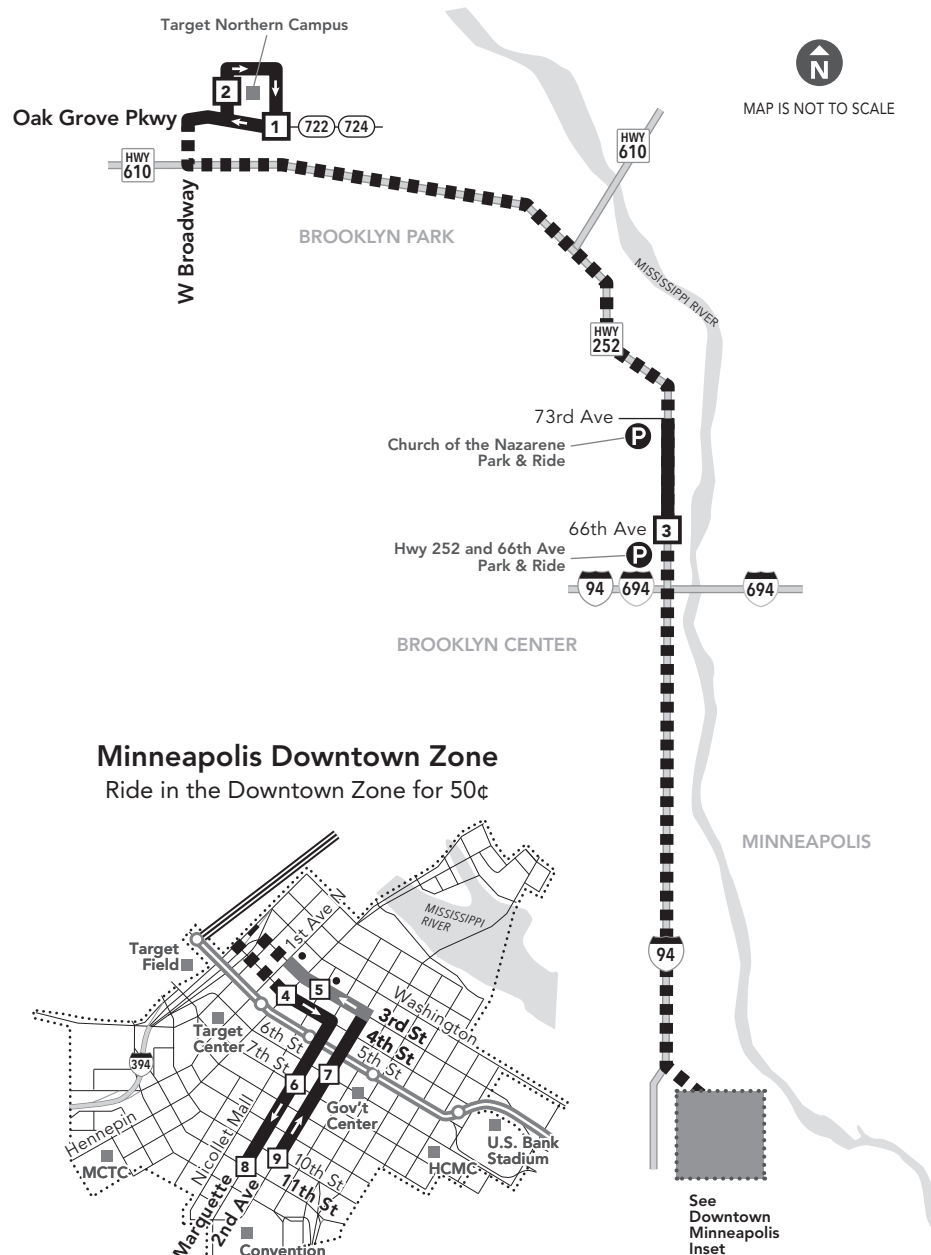 Target Northern Campus
N
MAP IS NOT TO SCALE
2
Oak Grove Pkwy
1
722
724
HWY
610
HWY
610
W Broadway
BROOKLYN PARK
MISSISSIPPI RIVER
HWY
252
73rd Ave
P
Church of the Nazarene
Park & Ride
66th Ave
3
Hwy 252 and 66th Ave
Park & Ride
P
94
694
694
BROOKLYN CENTER
Minneapolis Downtown Zone
Ride in the Downtown Zone for 50¢
MINNEAPOLIS
94
See
Downtown
Minneapolis
Inset
1st Ave N
MISSISSIPPI
RIVER
Target
Field
4
5
Washington
Target
Center
3rd St
4th St
5th St
6th St
7th St
394
6
7
Nicollet Mall
Gov't
Center
Hennepin
MCTC
8
9
10th St
11th St
HCMC
U.S. Bank
Stadium
Marquette
2nd Ave
Convention